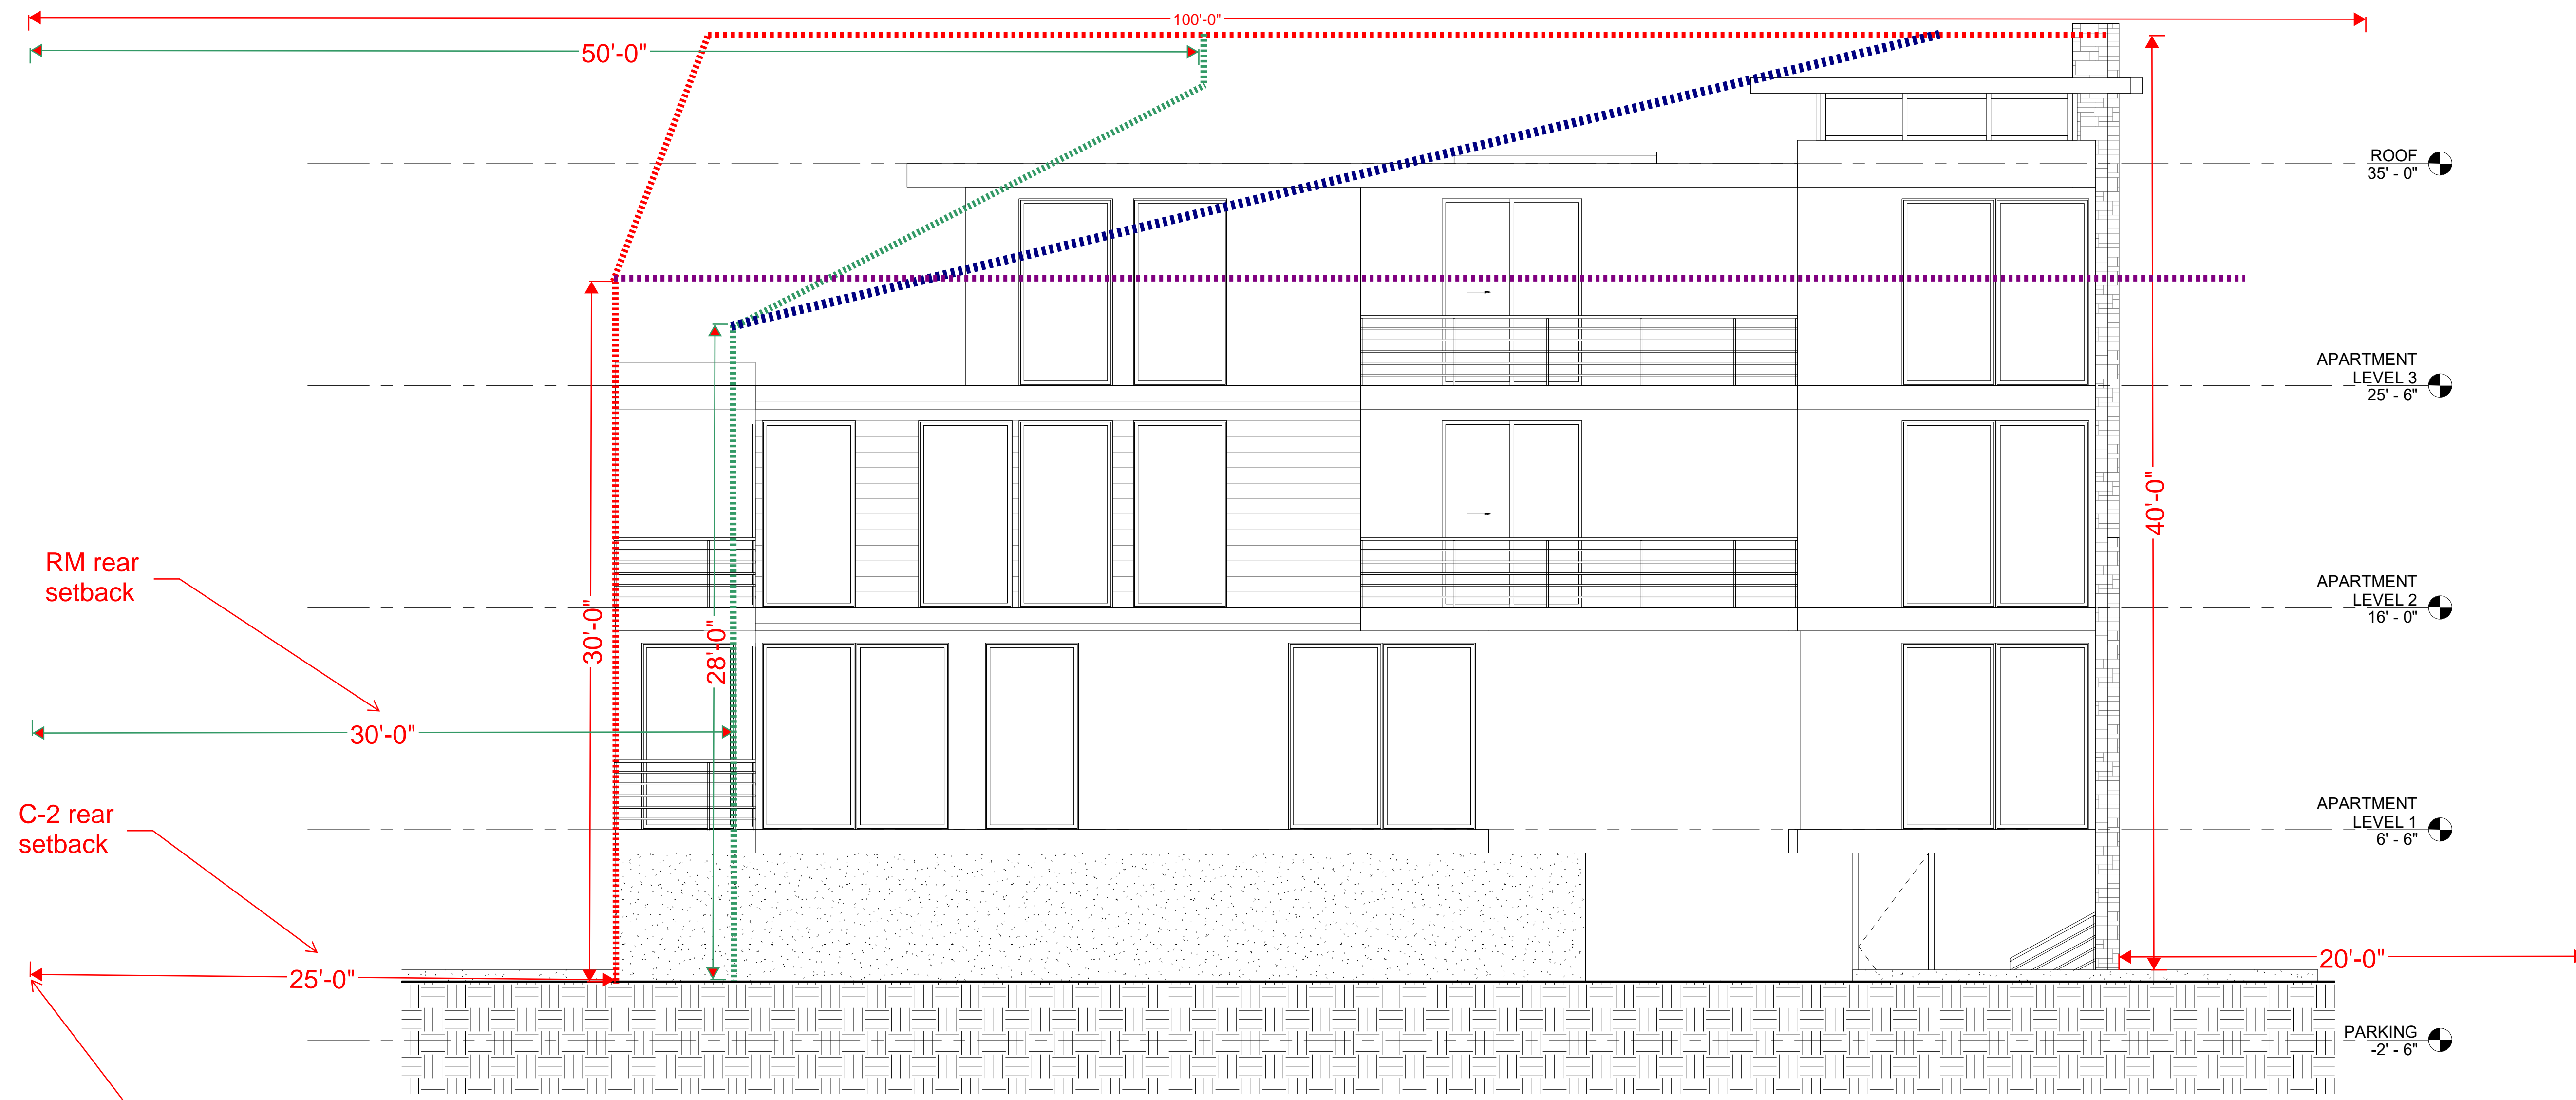 100'-0"
50'-0"
ROOF
35' - 0"
APARTMENT
LEVEL 3
25' - 6"
40'-0"
RM rear
setback
30'-0"
28'-0"
APARTMENT
LEVEL 2
16' - 0"
30'-0"
C-2 rear
setback
APARTMENT
LEVEL 1
6' - 6"
25'-0"
20'-0"
PARKING
-2' - 6"